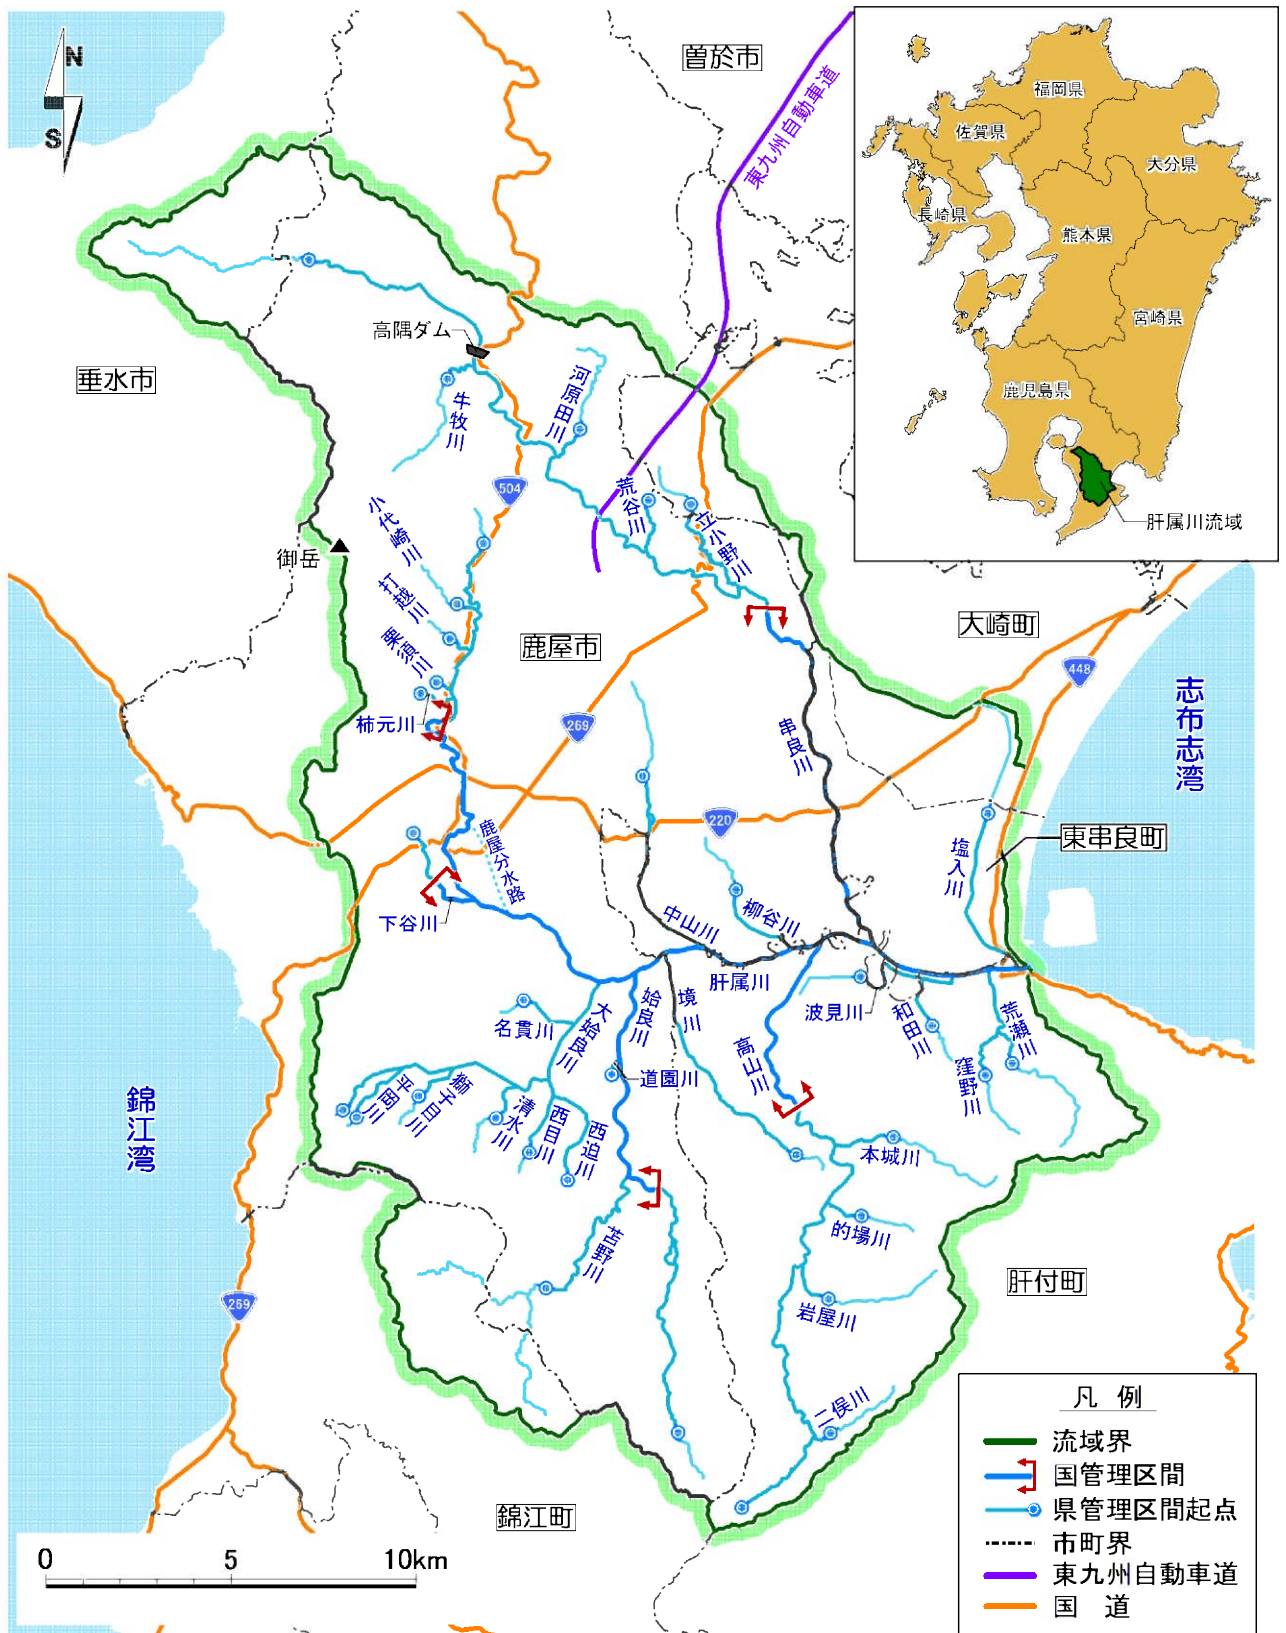 N
S
曽於市
東九州自動車道
福岡県
佐賀県
大分県
長崎県
熊本県
宮崎県
鹿児島県
肝属川流域
高隈ダム
垂水市
牛牧川
河原田川
504
荒谷川
立小野川
小代崎川
御岳
打越川
栗須川
鹿屋市
大崎町
448
志布志湾
柿元川
269
串良川
220
鹿屋分水路
東串良町
塩入川
下谷川
中山川
柳谷川
肝属川
波見川
和田川
荒瀬川
窪野川
名貫川
大姶良川
姶良川
境川
高山川
道園川
平田川
獅子目川
清水川
西目川
西迫川
本城川
錦江湾
苫野川
的場川
岩屋川
肝付町
269
二俣川
錦江町
凡 例
流域界
国管理区間
県管理区間起点
市町界
東九州自動車道
国 道
0 5 10km